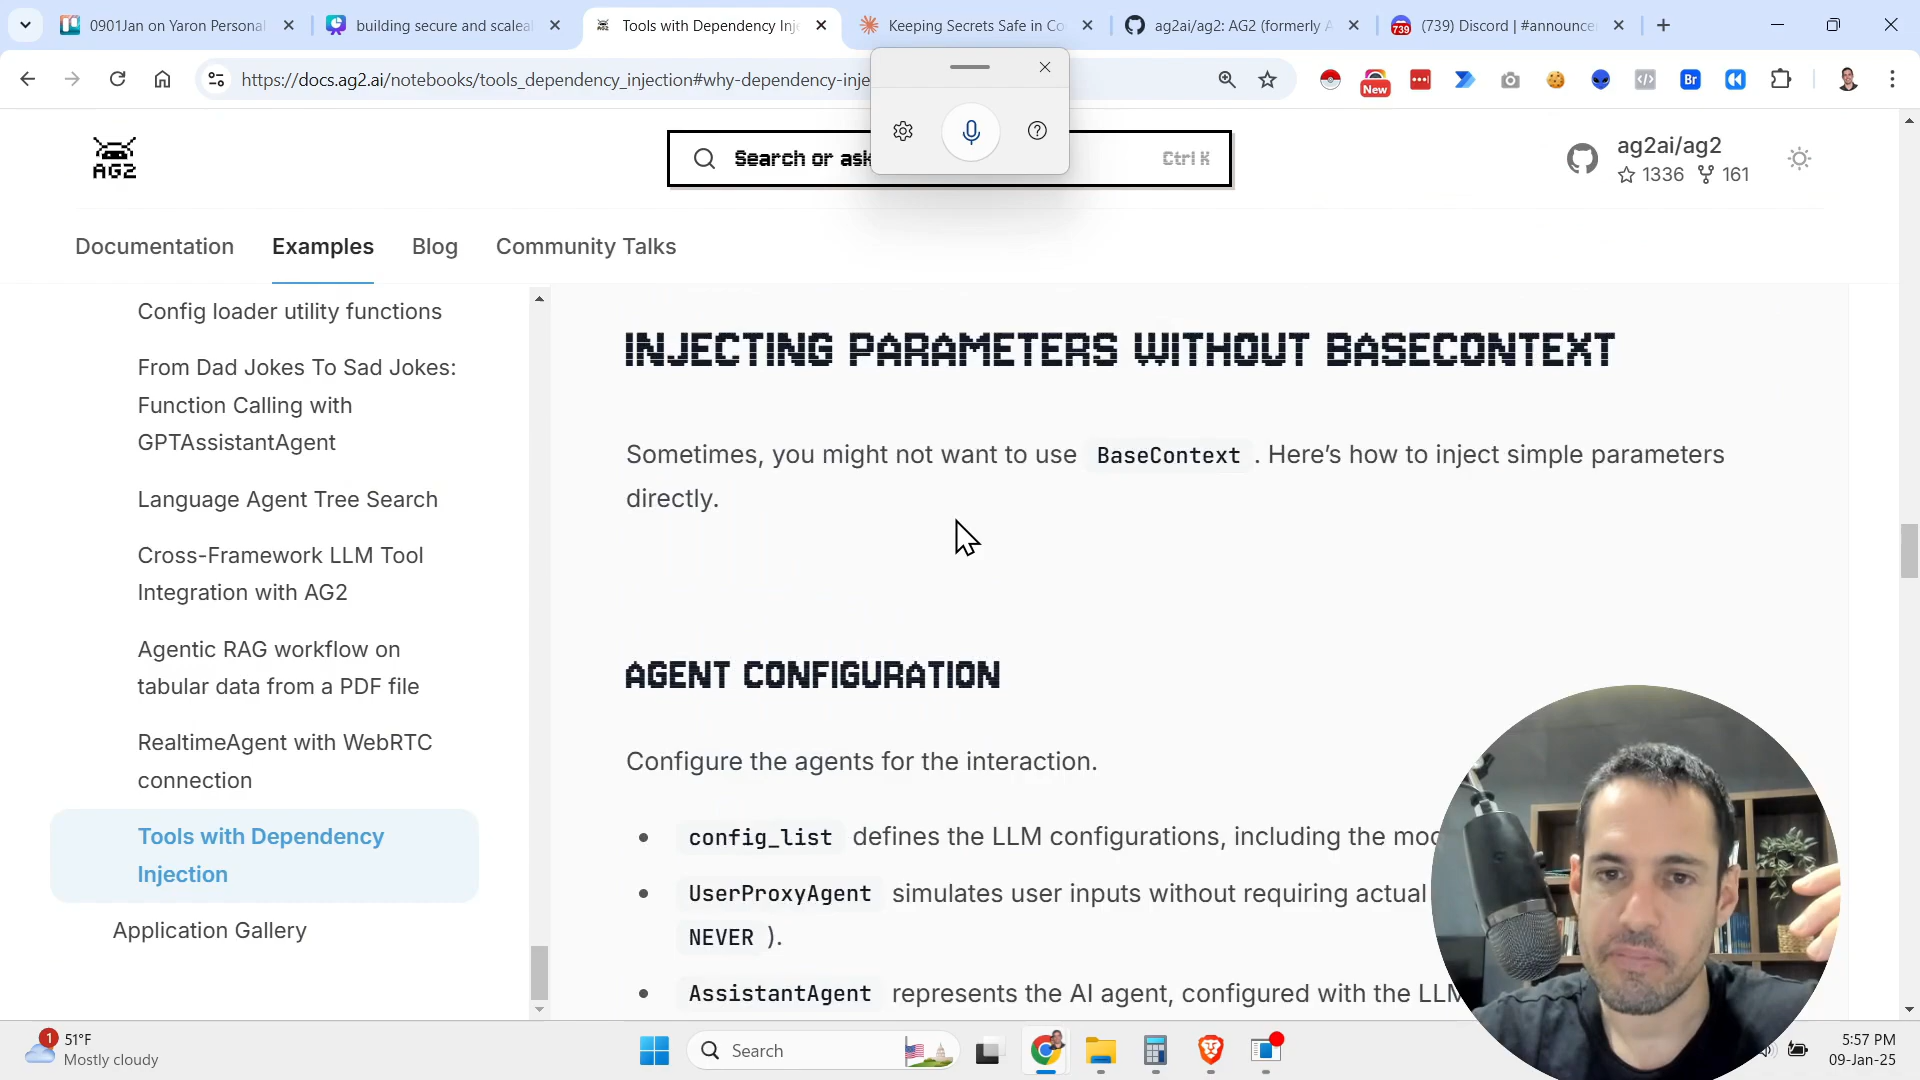 0901Jan on Yaron Personal
building secure and scaleal
Tools with Dependency Inje
Keeping Secrets Safe in Co
ag2ai/ag2: AG2 (formerly A
(739) Discord | #announce
739
https://docs.ag2.ai/notebooks/tools_dependency_injection#why-dependency-inje
New
Br
AG2
Search or ask
Ctrl K
ag2ai/ag2
1336 161
Documentation
Examples
Blog
Community Talks
Config loader utility functions
From Dad Jokes To Sad Jokes:
Function Calling with
GPTAssistantAgent
Language Agent Tree Search
Cross-Framework LLM Tool
Integration with AG2
Agentic RAG workflow on
tabular data from a PDF file
RealtimeAgent with WebRTC
connection
Tools with Dependency
Injection
Application Gallery
INJECTING PARAMETERS WITHOUT BASECONTEXT
Sometimes, you might not want to use BaseContext . Here’s how to inject simple parameters
directly.
AGENT CONFIGURATION
Configure the agents for the interaction.
config_list defines the LLM configurations, including the mod
UserProxyAgent simulates user inputs without requiring actual
NEVER ).
AssistantAgent represents the AI agent, configured with the LLM
1
51°F
Mostly cloudy
Search
5:57 PM
09-Jan-25